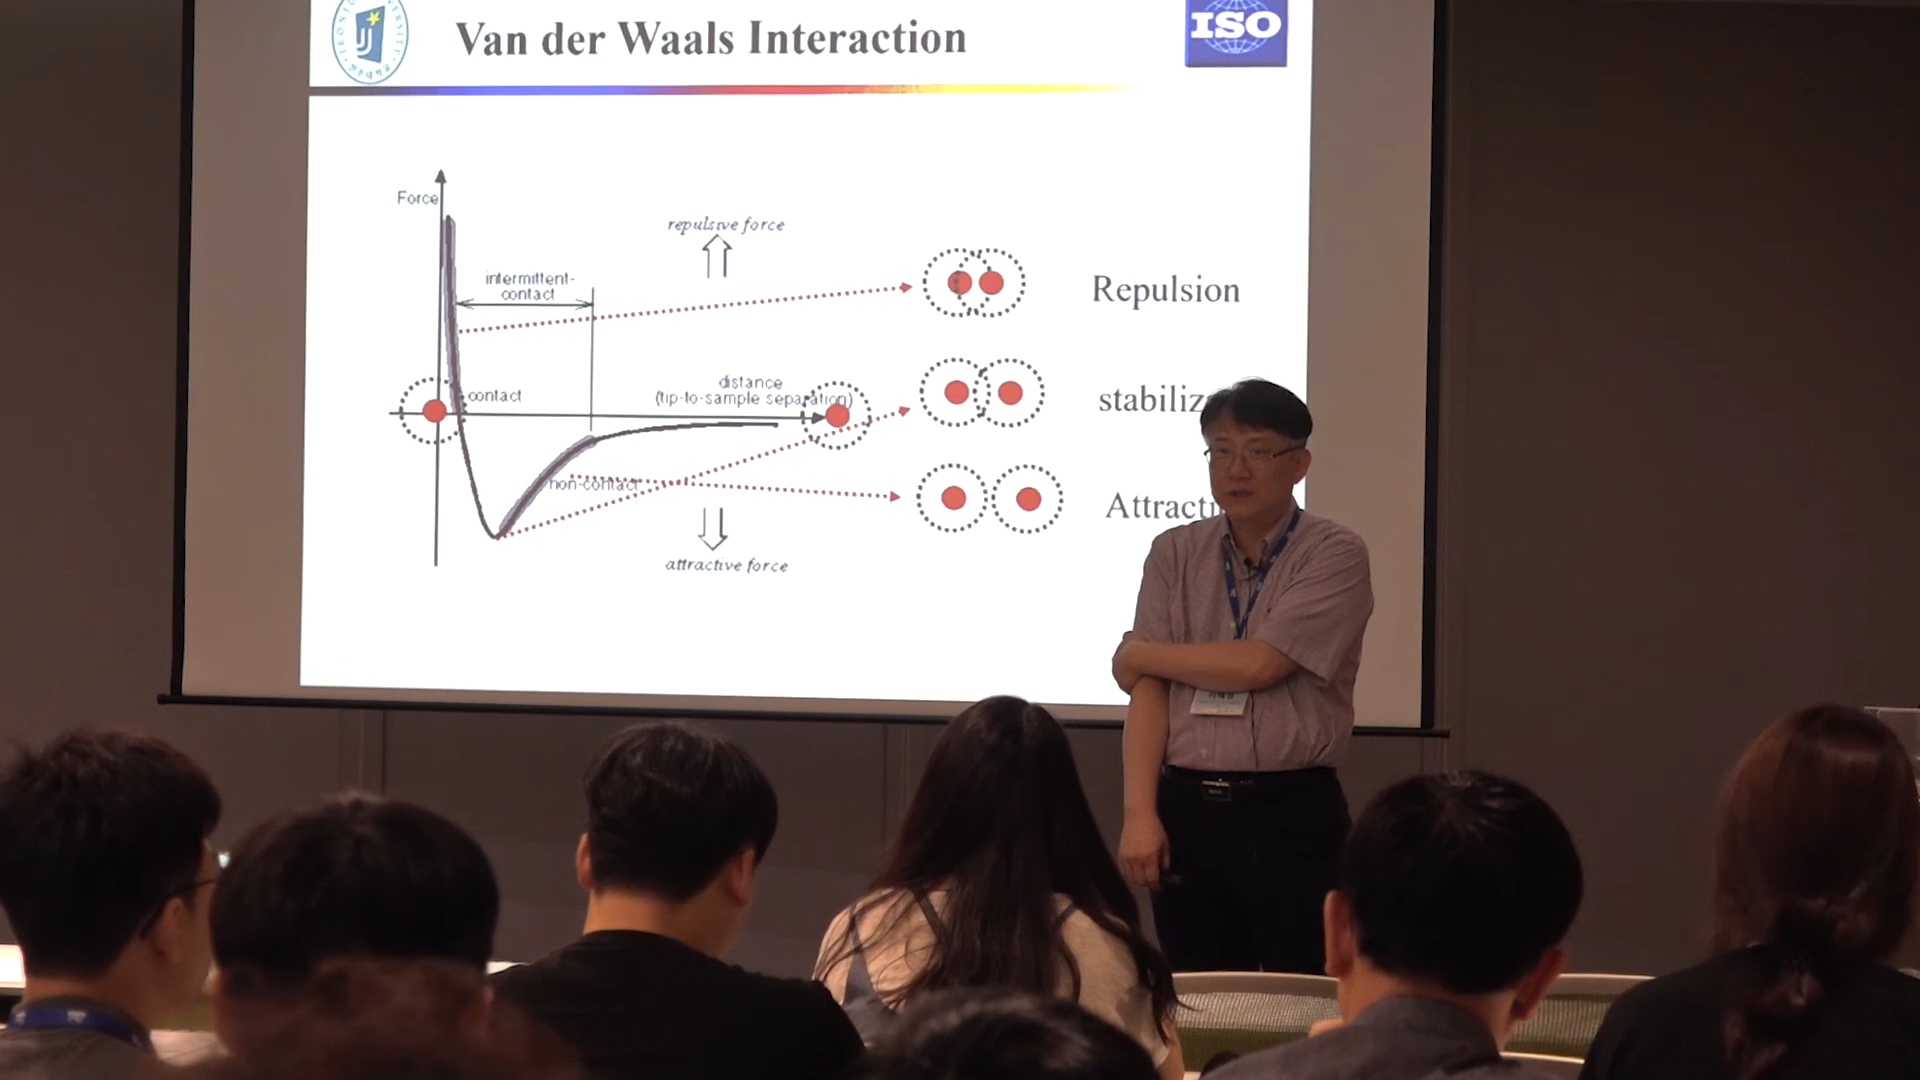 Van der Waals Interaction
ISO
Force
repulsive force
intermittent-
contact
Repulsion
distance
(tip-to-sample separation)
contact
stabiliz
non-contact
Attracti
attractive force